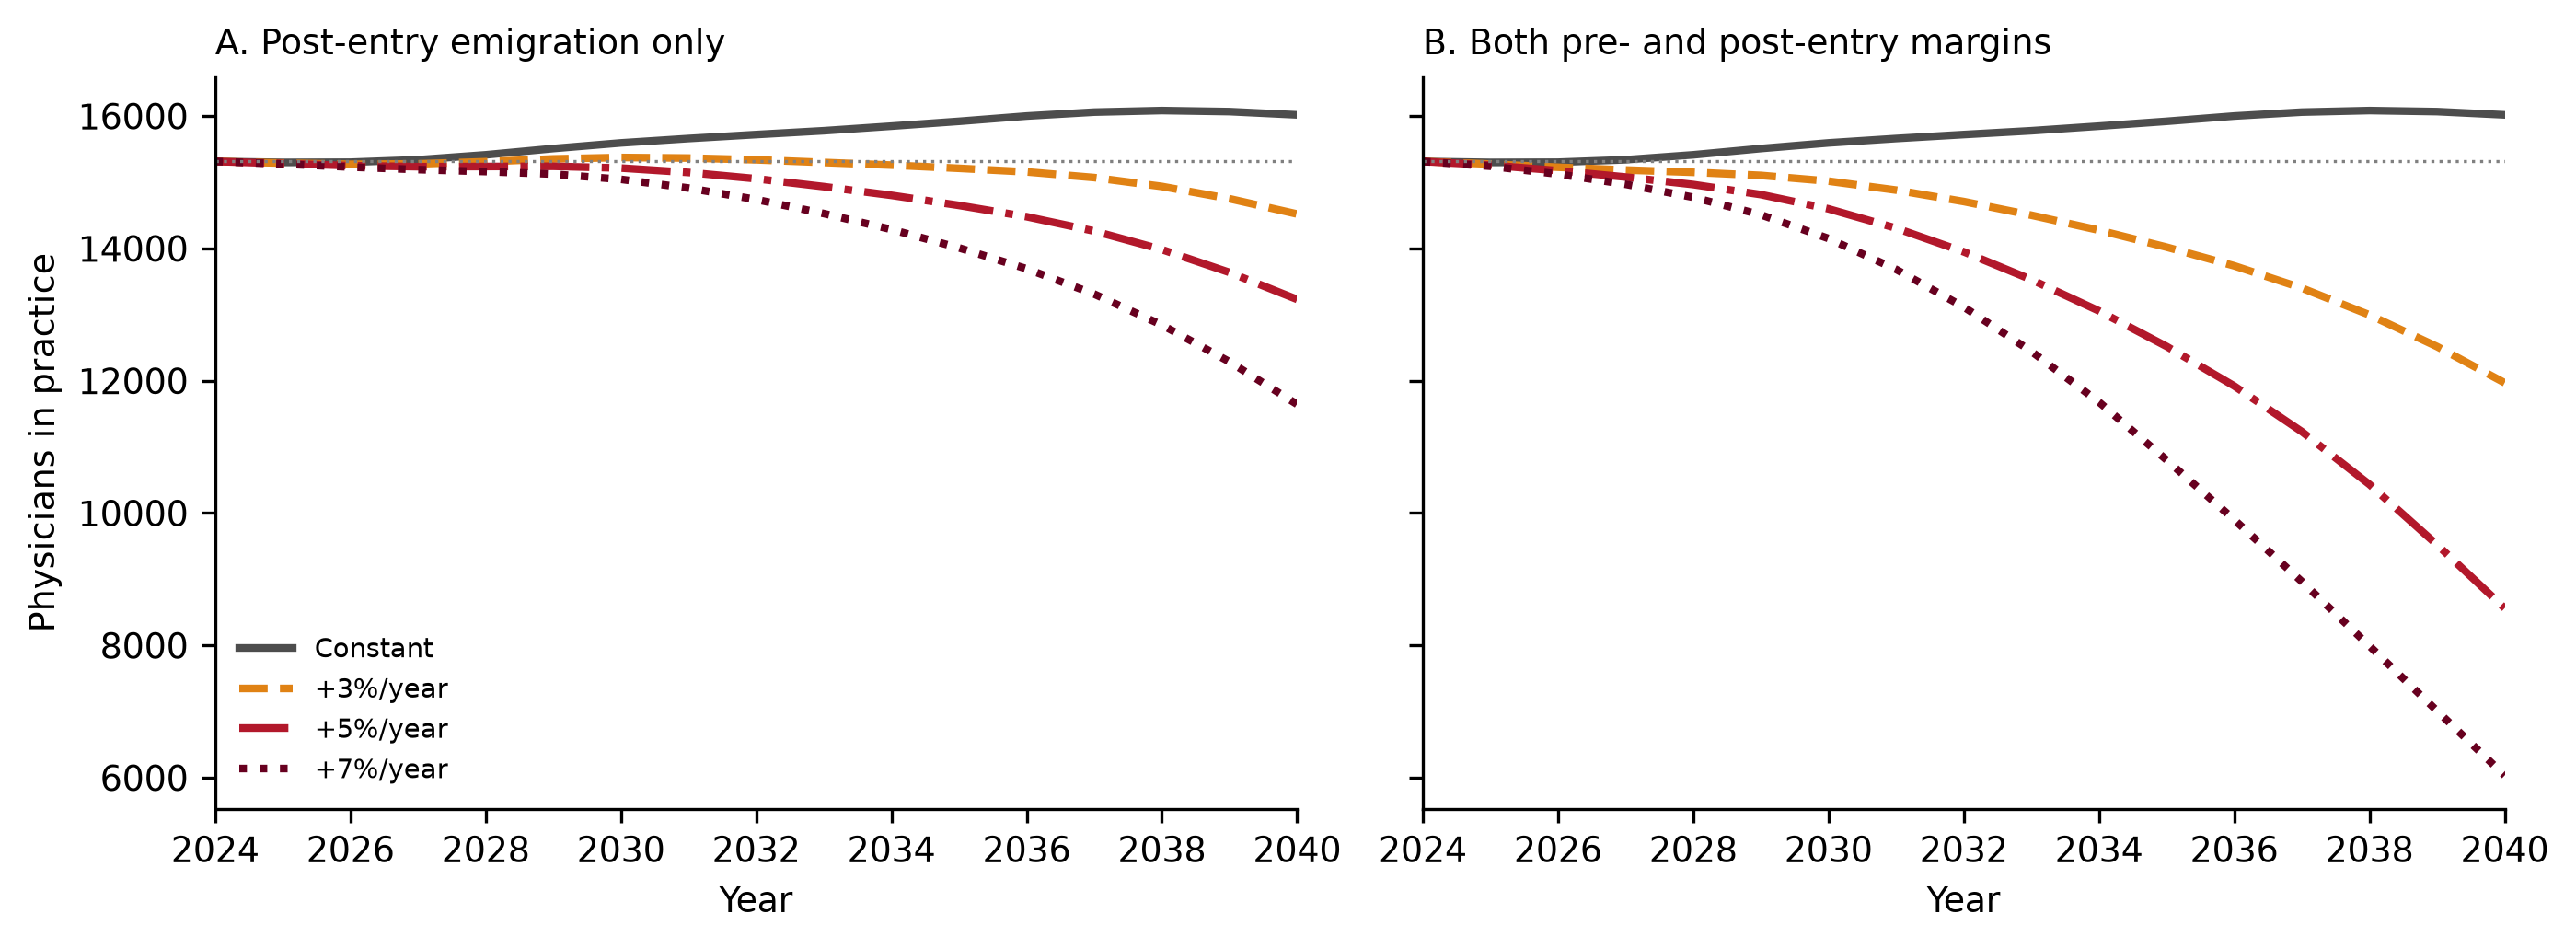 A. Post-entry emigration only
Physicians in practice
16000
14000
12000
10000
8000
6000
Constant
+3%/year
+5%/year
+7%/year
2024 2026 2028 2030 2032 2034 2036 2038 2040
Year
B. Both pre- and post-entry margins
2024 2026 2028 2030 2032 2034 2036 2038 2040
Year